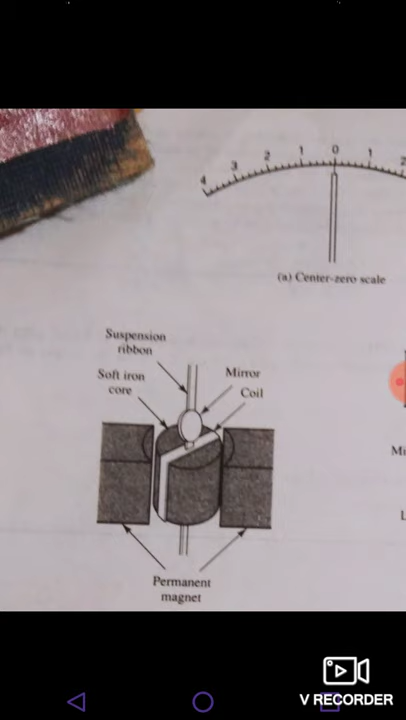 4 3 2 1 0 1 2
(a) Center-zero scale
Suspension
ribbon
Soft iron
core
Mirror
Coil
Permanent
magnet
V RECORDER